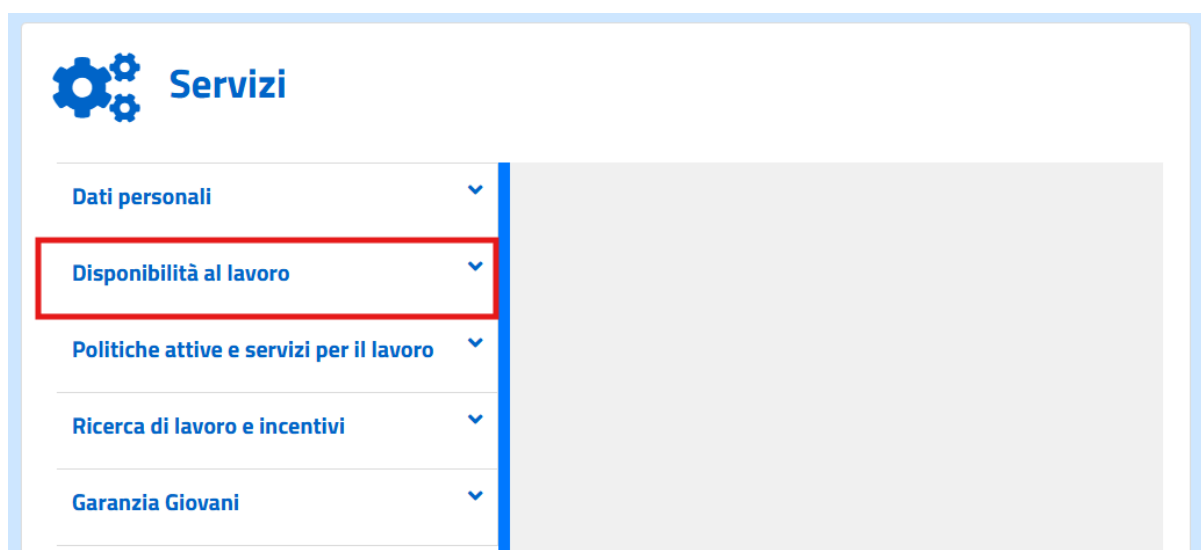 Servizi
Dati personali
Disponibilità al lavoro
Politiche attive e servizi per il lavoro
Ricerca di lavoro e incentivi
Garanzia Giovani